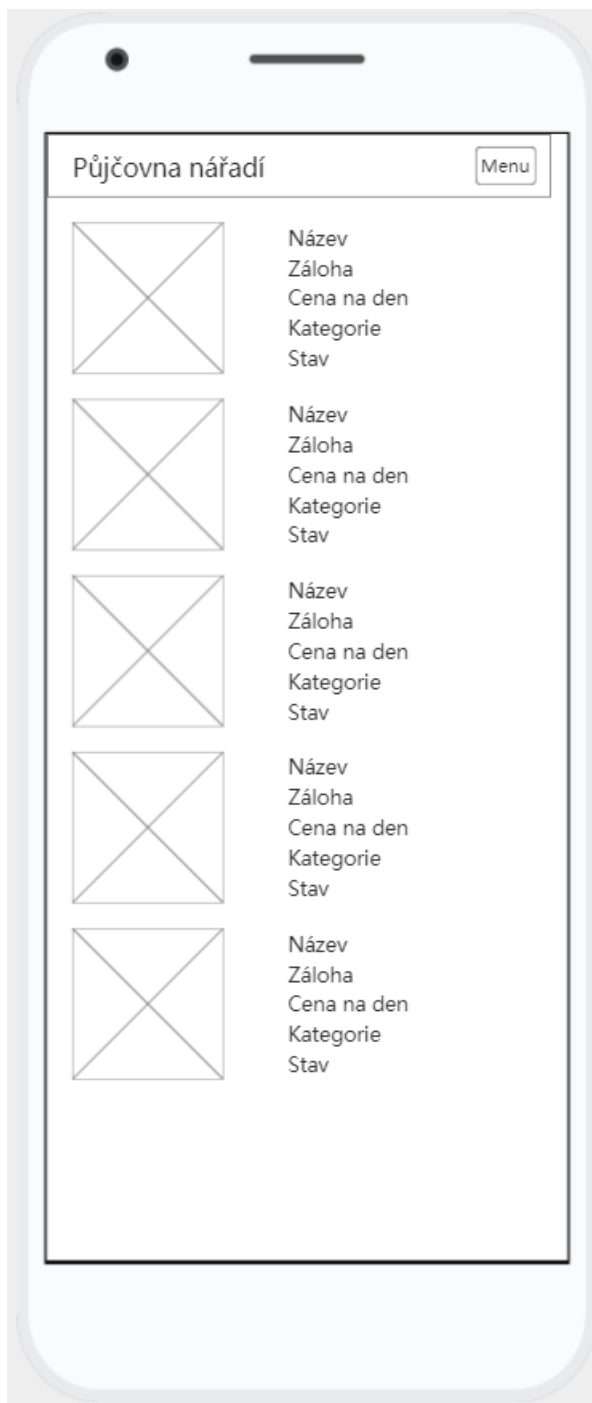 Půjčovna nářadí
Menu
Název
Záloha
Cena na den
Kategorie
Stav
Název
Záloha
Cena na den
Kategorie
Stav
Název
Záloha
Cena na den
Kategorie
Stav
Název
Záloha
Cena na den
Kategorie
Stav
Název
Záloha
Cena na den
Kategorie
Stav